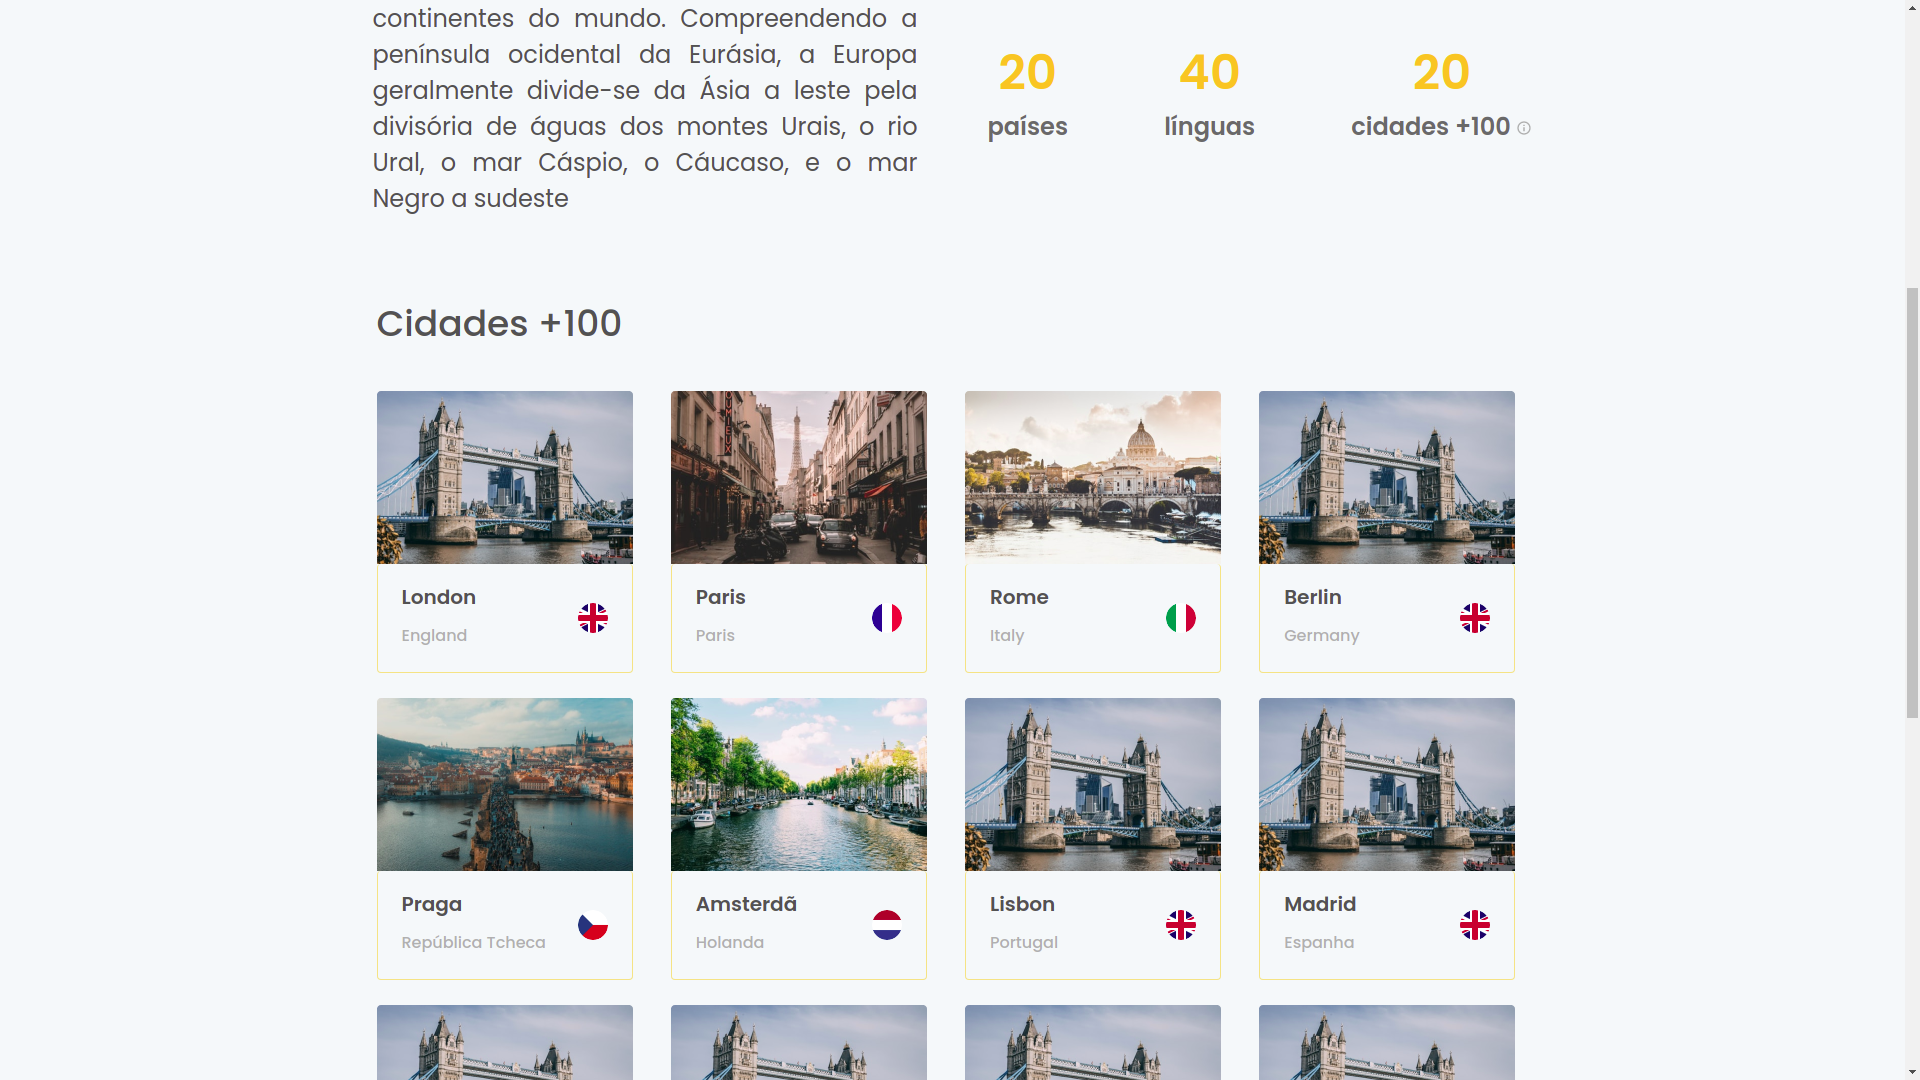 continentes do mundo. Compreendendo a
península ocidental da Eurásia, a Europa
geralmente divide-se da Ásia a leste pela
divisória de águas dos montes Urais, o rio
Ural, o mar Cáspio, o Cáucaso, e o mar
Negro a sudeste
20
países
40
línguas
20
cidades +100
Cidades +100
London
England
Paris
Paris
Rome
Italy
Berlin
Germany
Praga
República Tcheca
Amsterdã
Holanda
Lisbon
Portugal
Madrid
Espanha